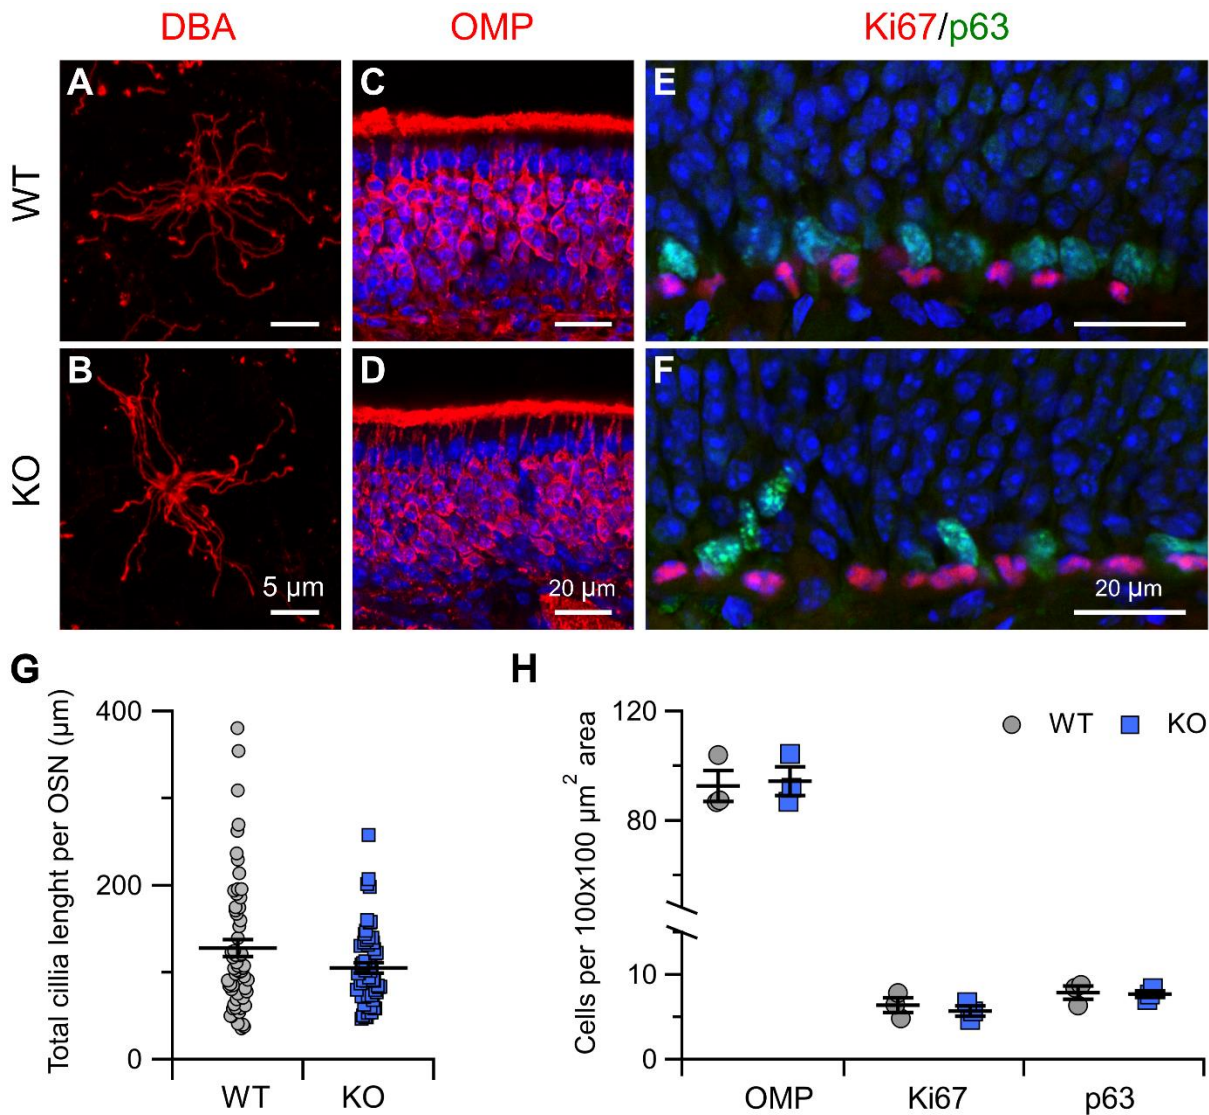 DBA
OMP
Ki67/p63
WT
A
C
E
KO
B
D
F
5 µm
20 µm
20 µm
G
H
Total cillia lenght per OSN (µm)
400
200
0
WT
KO
Cells per 100x100 µm² area
120
80
10
0
WT
KO
OMP
Ki67
p63